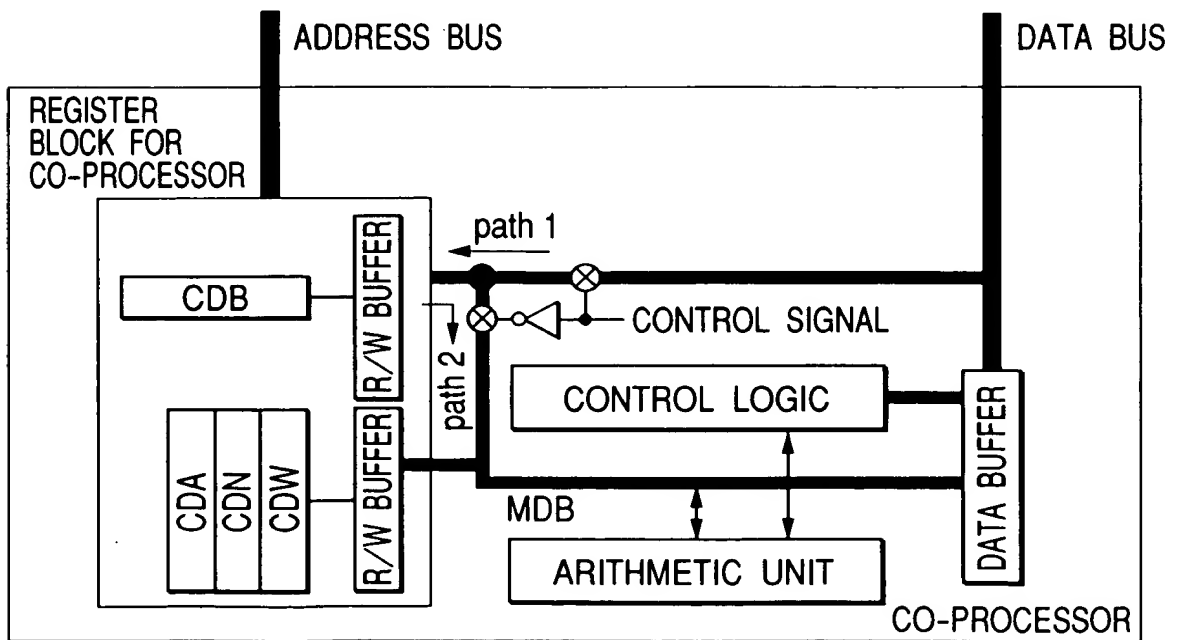 ADDRESS BUS
DATA BUS
REGISTER
BLOCK FOR
CO-PROCESSOR
path 1
CDB
R/W BUFFER
CONTROL SIGNAL
path 2
CONTROL LOGIC
CDA
CDN
CDW
R/W BUFFER
MDB
DATA BUFFER
ARITHMETIC UNIT
CO-PROCESSOR